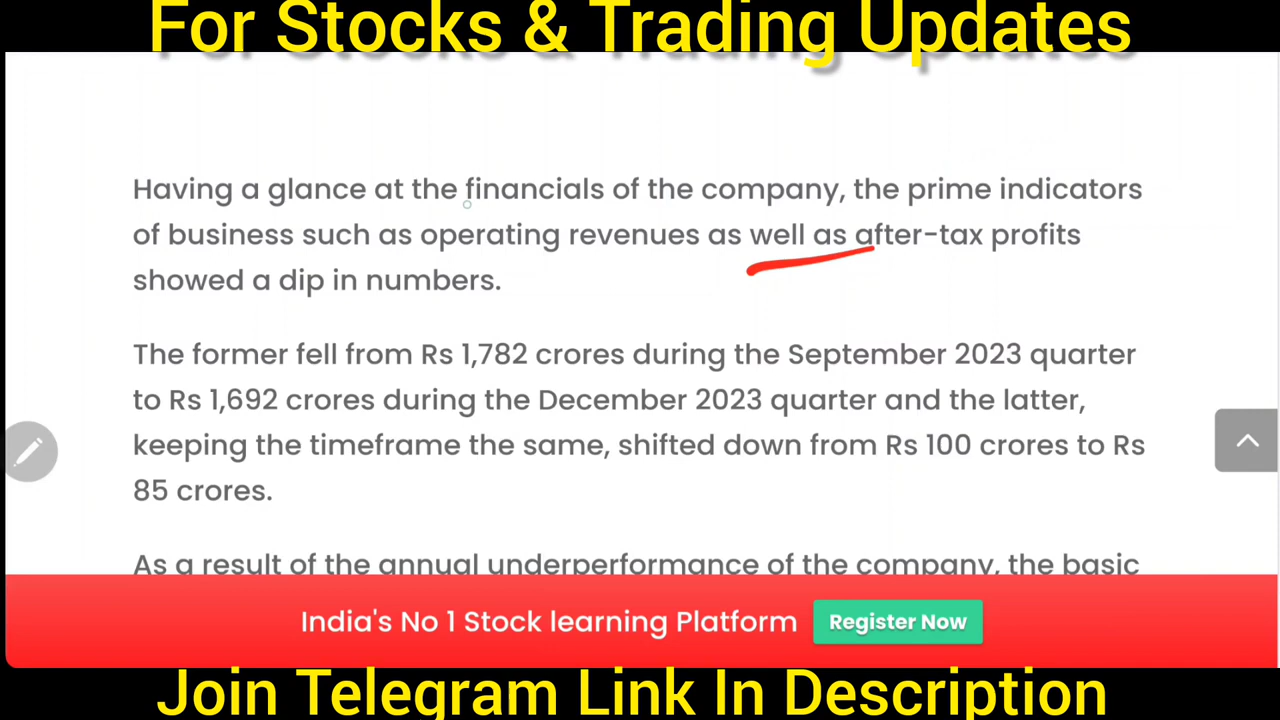 For Stocks & Trading Updates
Having a glance at the financials of the company, the prime indicators
of business such as operating revenues as well as after-tax profits
showed a dip in numbers.
The former fell from Rs 1,782 crores during the September 2023 quarter
to Rs 1,692 crores during the December 2023 quarter and the latter,
keeping the timeframe the same, shifted down from Rs 100 crores to Rs
85 crores.
As a result of the annual underperformance of the company, the basic
India's No 1 Stock learning Platform Register Now
Join Telegram Link In Description